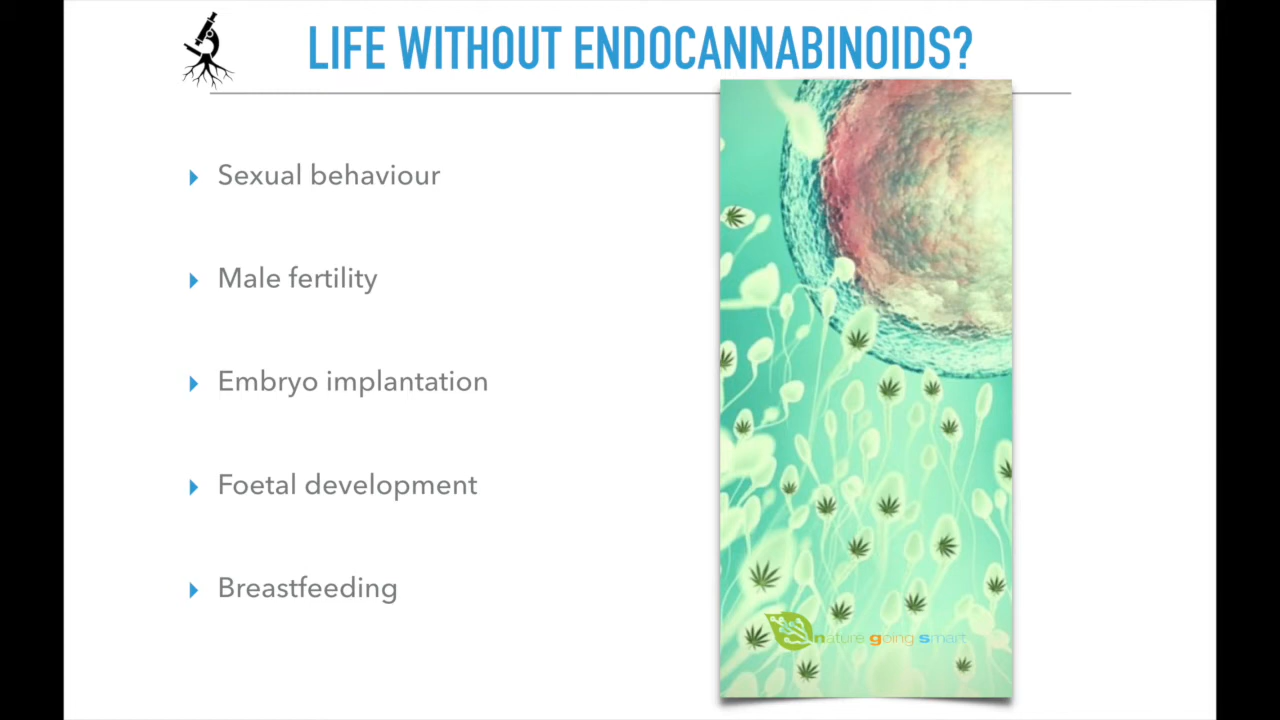 LIFE WITHOUT ENDOCANNABINOIDS?
Sexual behaviour
Male fertility
Embryo implantation
Foetal development
Breastfeeding
nature going smart